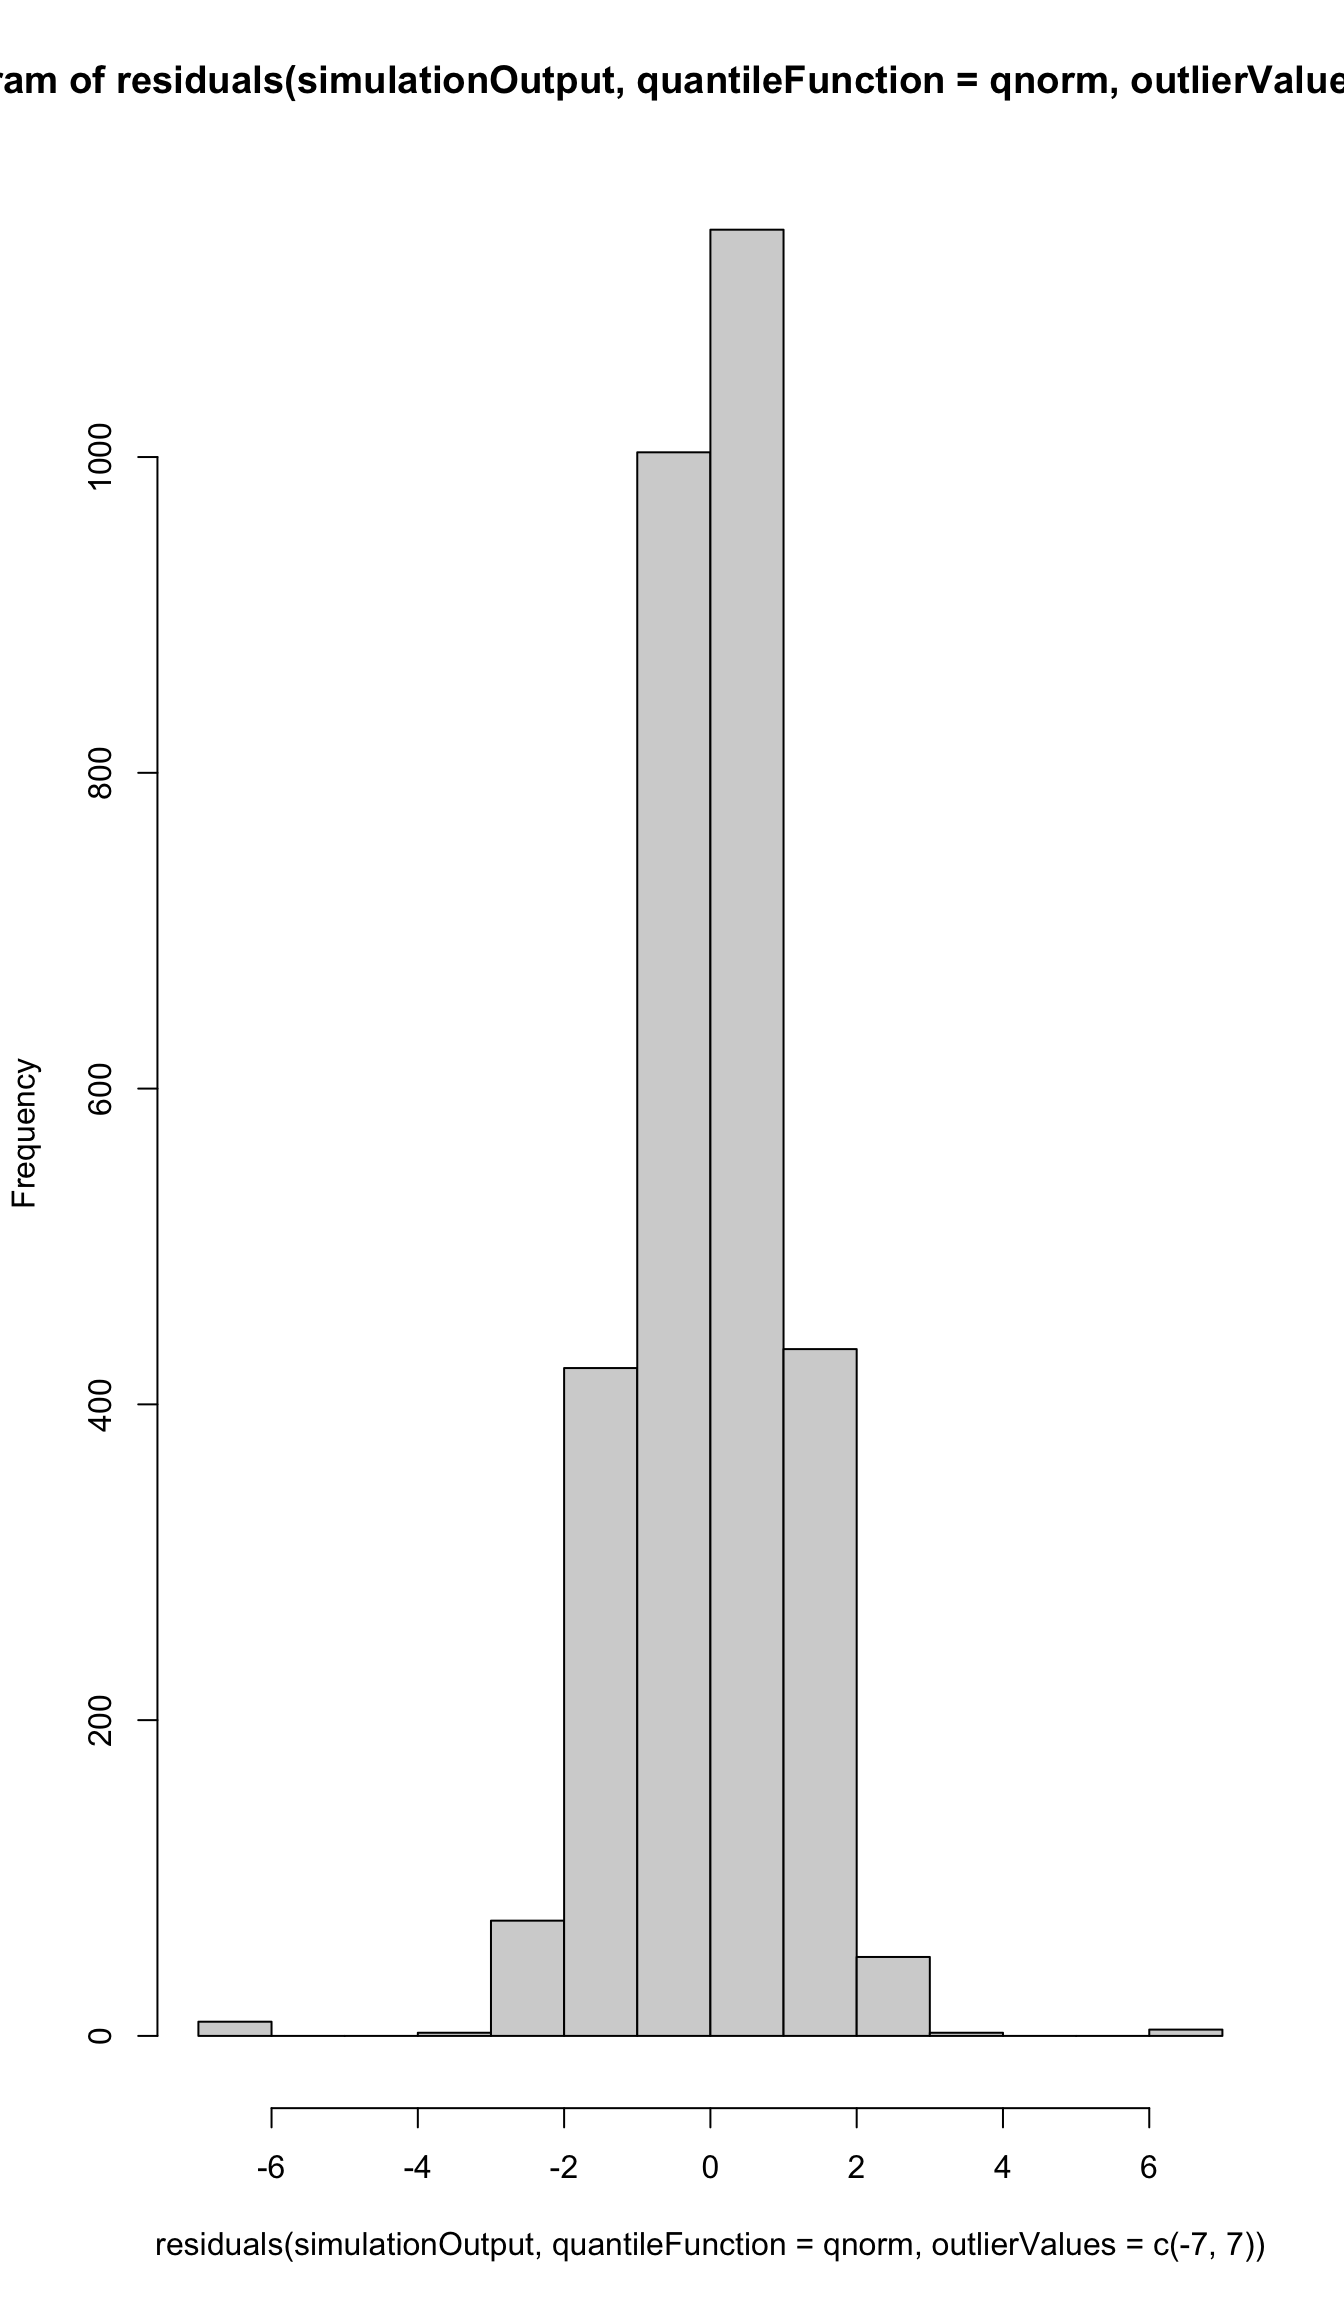 ram of residuals(simulationOutput, quantileFunction = qnorm, outlierValue
Frequency
1000
800
600
400
200
0
-6 -4 -2 0 2 4 6
residuals(simulationOutput, quantileFunction = qnorm, outlierValues = c(-7, 7))